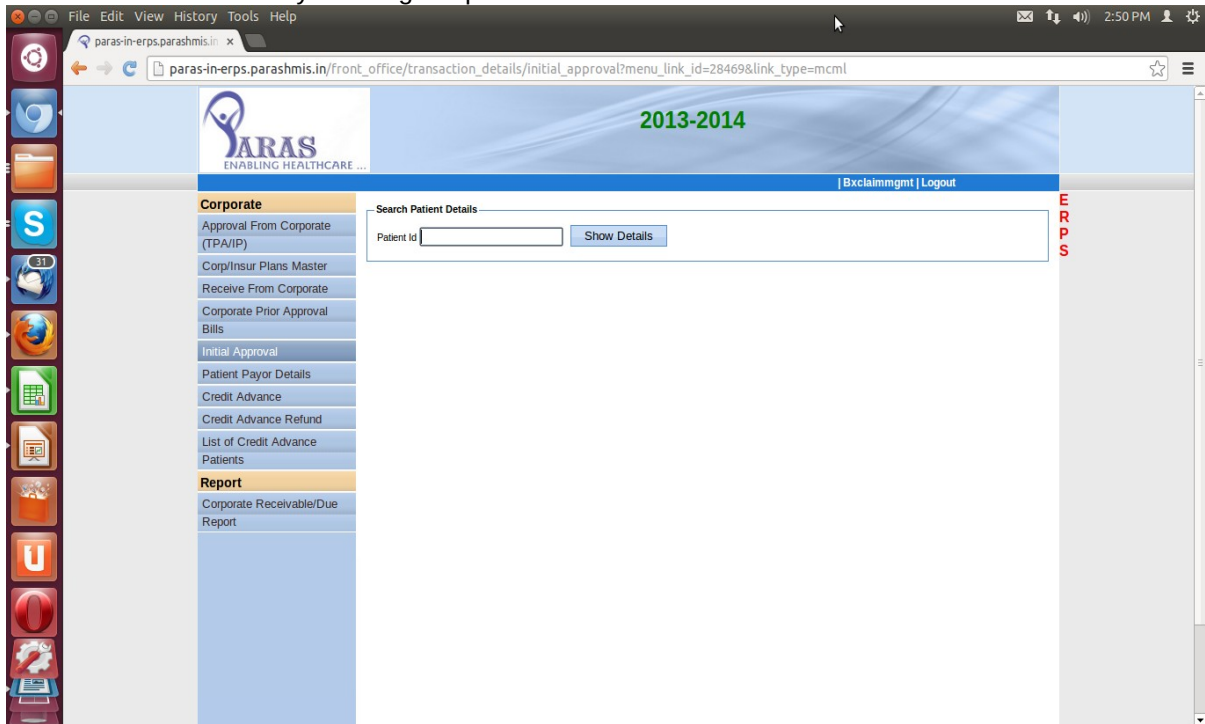 File Edit View History Tools Help
2:50 PM
paras-in-erps.parashmis.in
paras-in-erps.parashmis.in/front_office/transaction_details/initial_approval?menu_link_id=28469&link_type=mcml
PARAS
ENABLING HEALTHCARE ...
2013-2014
| Bxclaimmgmt | Logout
Corporate
Approval From Corporate
(TPA/IP)
Corp/Insur Plans Master
Receive From Corporate
Corporate Prior Approval
Bills
Initial Approval
Patient Payor Details
Credit Advance
Credit Advance Refund
List of Credit Advance
Patients
Report
Corporate Receivable/Due
Report
Search Patient Details
Patient Id
Show Details
E
R
P
S
S
31
U